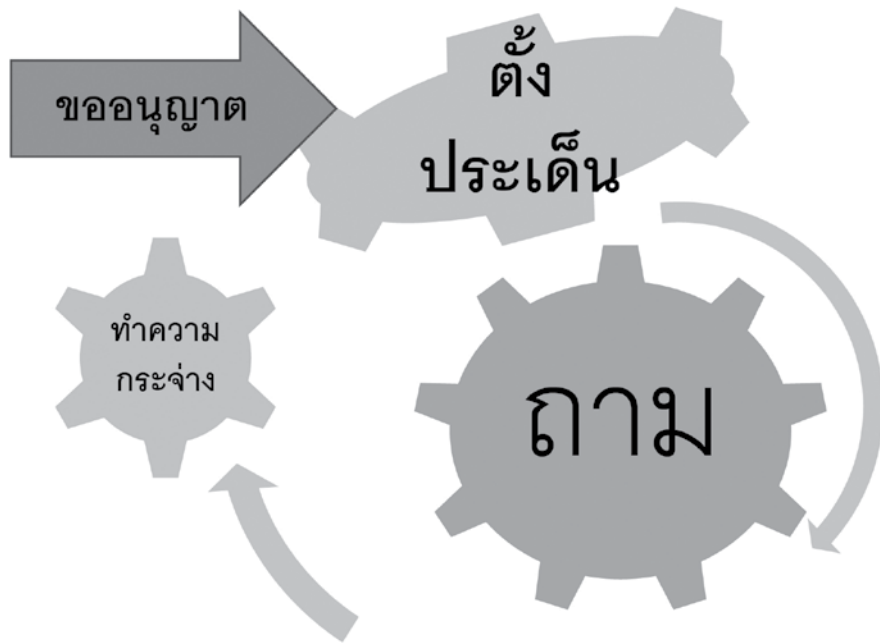 ขออนุญาต
ตั้ง
ประเด็น
ทำความ
กระจ่าง
ถาม